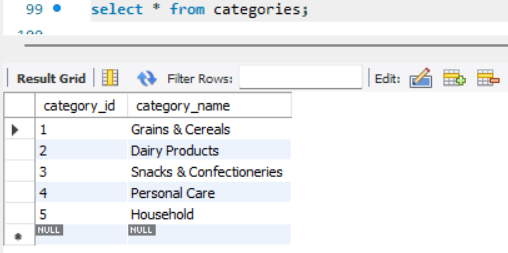 99 select * from categories;
100
Result Grid Filter Rows: Edit:
category_id category_name
1 Grains & Cereals
2 Dairy Products
3 Snacks & Confectioneries
4 Personal Care
5 Household
NULL NULL